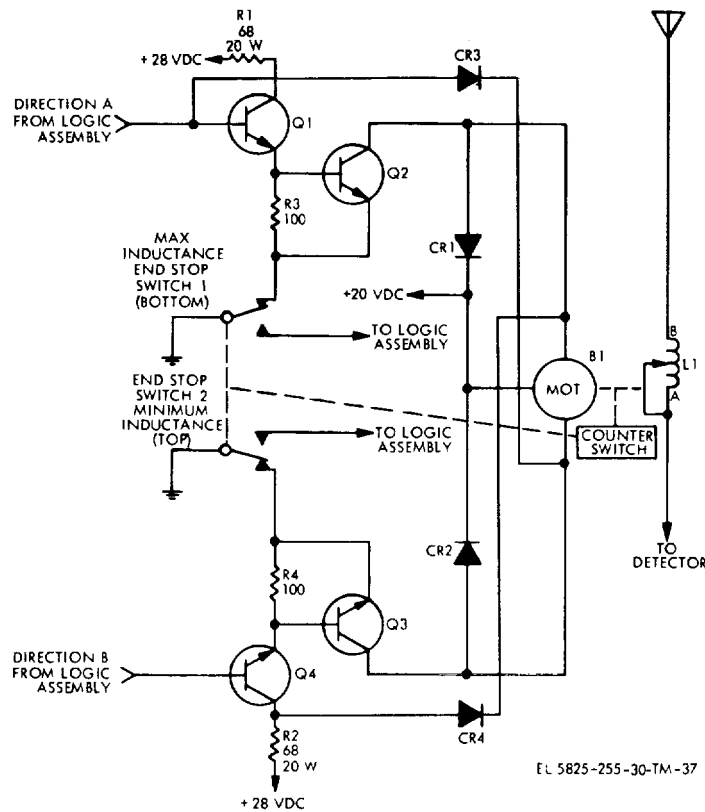 R1
68
20 W
+ 28 VDC
CR3
DIRECTION A
FROM LOGIC
ASSEMBLY
Q1
Q2
R3
100
MAX
INDUCTANCE
END STOP
SWITCH 1
(BOTTOM)
CR1
+20 VDC
TO LOGIC
ASSEMBLY
B1
MOT
B
L1
A
END STOP
SWITCH 2
MINIMUM
INDUCTANCE
(TOP)
TO LOGIC
ASSEMBLY
COUNTER
SWITCH
CR2
TO
DETECTOR
R4
100
Q3
DIRECTION B
FROM LOGIC
ASSEMBLY
Q4
R2
68
20 W
CR4
+ 28 VDC
EL 5825-255-30-TM-37